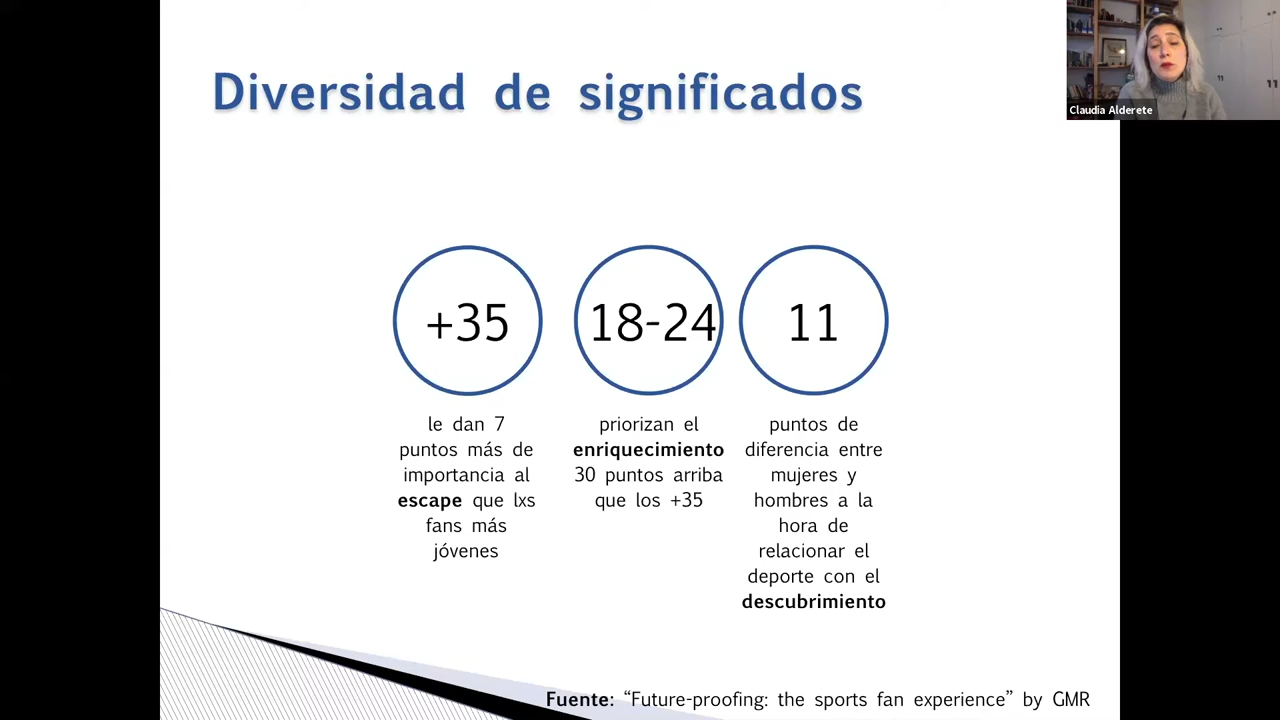 Diversidad de significados
Claudia Alderete
+35
le dan 7
puntos más de
importancia al
escape que lxs
fans más
jóvenes
18-24
priorizan el
enriquecimiento
30 puntos arriba
que los +35
11
puntos de
diferencia entre
mujeres y
hombres a la
hora de
relacionar el
deporte con el
descubrimiento
Fuente: “Future-proofing: the sports fan experience” by GMR